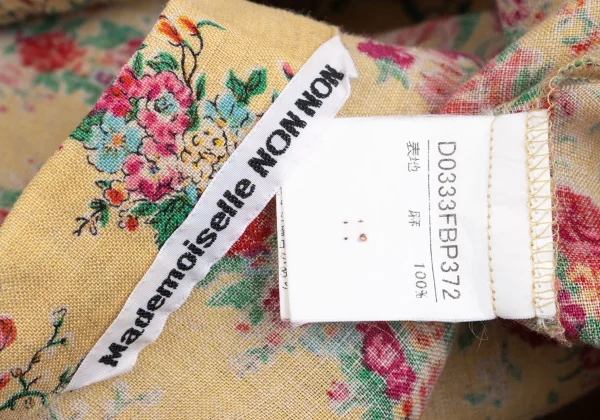 Mademoiselle NON NON
D0333FBP372
表地 麻 100%